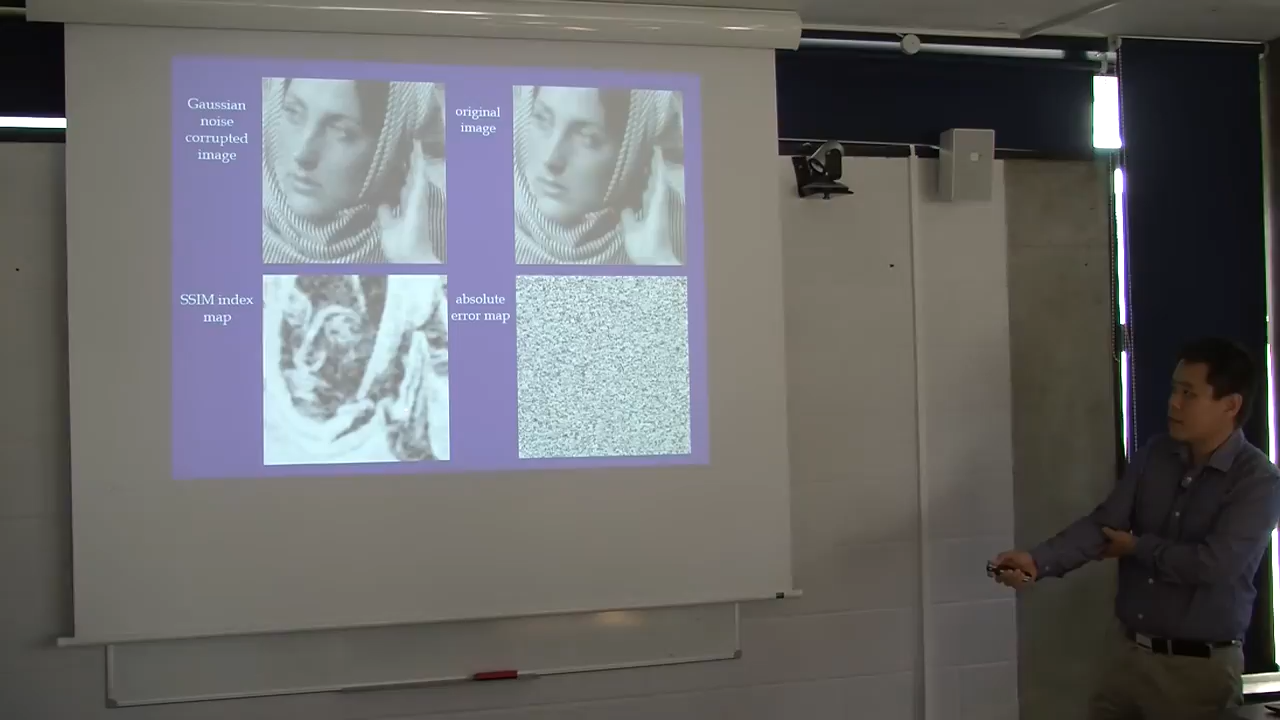 Gaussian
noise
corrupted
image
original
image
SSIM index
map
absolute
error map